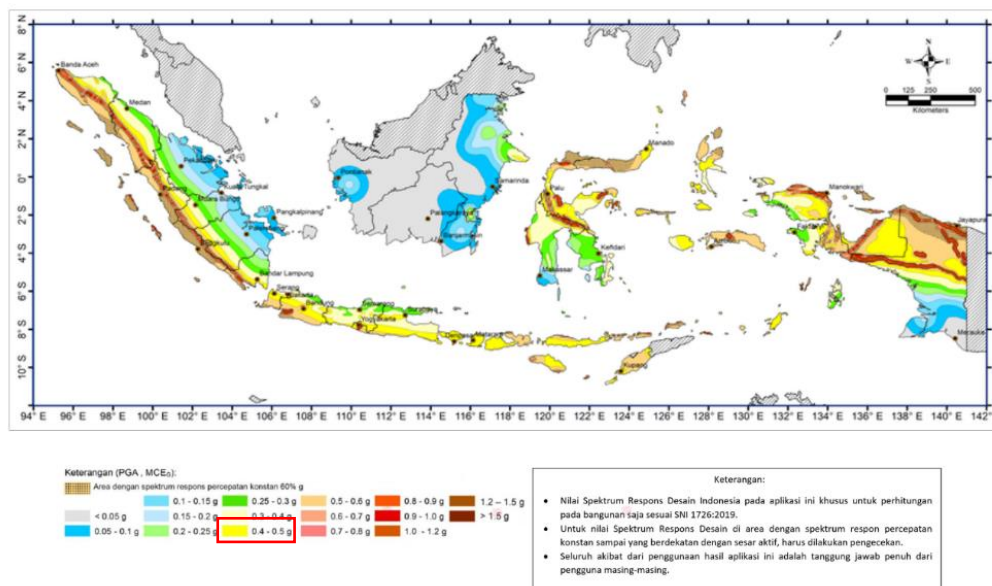 8° N
6° N
4° N
2° N
0°
2° S
4° S
6° S
8° S
10° S
N
W E
S
0 125 250 500
Kilometers
Banda Aceh
Medan
Manado
Pontianak
Samarinda
Palu
Manokwari
Kuala Tungkal
Padang
Muara Bungo
Pangkalpinang
Palangkaraya
Jayapura
Palembang
Bengkulu
Kendari
Bandar Lampung
Makassar
Serang
Bandung
Semarang
Surabaya
Yogyakarta
Mataram
Merauke
Kupang
94° E 96° E 98° E 100° E 102° E 104° E 106° E 108° E 110° E 112° E 114° E 116° E 118° E 120° E 122° E 124° E 126° E 128° E 130° E 132° E 134° E 136° E 138° E 140° E 142° E
Keterangan (PGA , MCEG):
Area dengan spektrum respons percepatan konstan 60% g
0.1 - 0.15 g 0.25 - 0.3 g 0.5 - 0.6 g 0.8 - 0.9 g 1.2 – 1.5 g
< 0.05 g 0.15 - 0.2 g 0.3 - 0.4 g 0.6 - 0.7 g 0.9 - 1.0 g > 1.5 g
0.05 - 0.1 g 0.2 - 0.25 g 0.4 - 0.5 g 0.7 - 0.8 g 1.0 - 1.2 g
Keterangan:
• Nilai Spektrum Respons Desain Indonesia pada aplikasi ini khusus untuk perhitungan
pada bangunan saja sesuai SNI 1726:2019.
• Untuk nilai Spektrum Respons Desain di area dengan spektrum respon percepatan
konstan sampai yang berdekatan dengan sesar aktif, harus dilakukan pengecekan.
• Seluruh akibat dari penggunaan hasil aplikasi ini adalah tanggung jawab penuh dari
pengguna masing-masing.